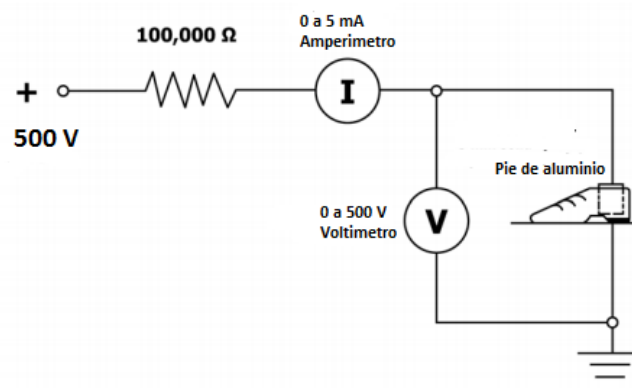 0 a 5 mA
Amperimetro
100,000 Ω
I
+
500 V
Pie de aluminio
0 a 500 V
Voltimetro
V